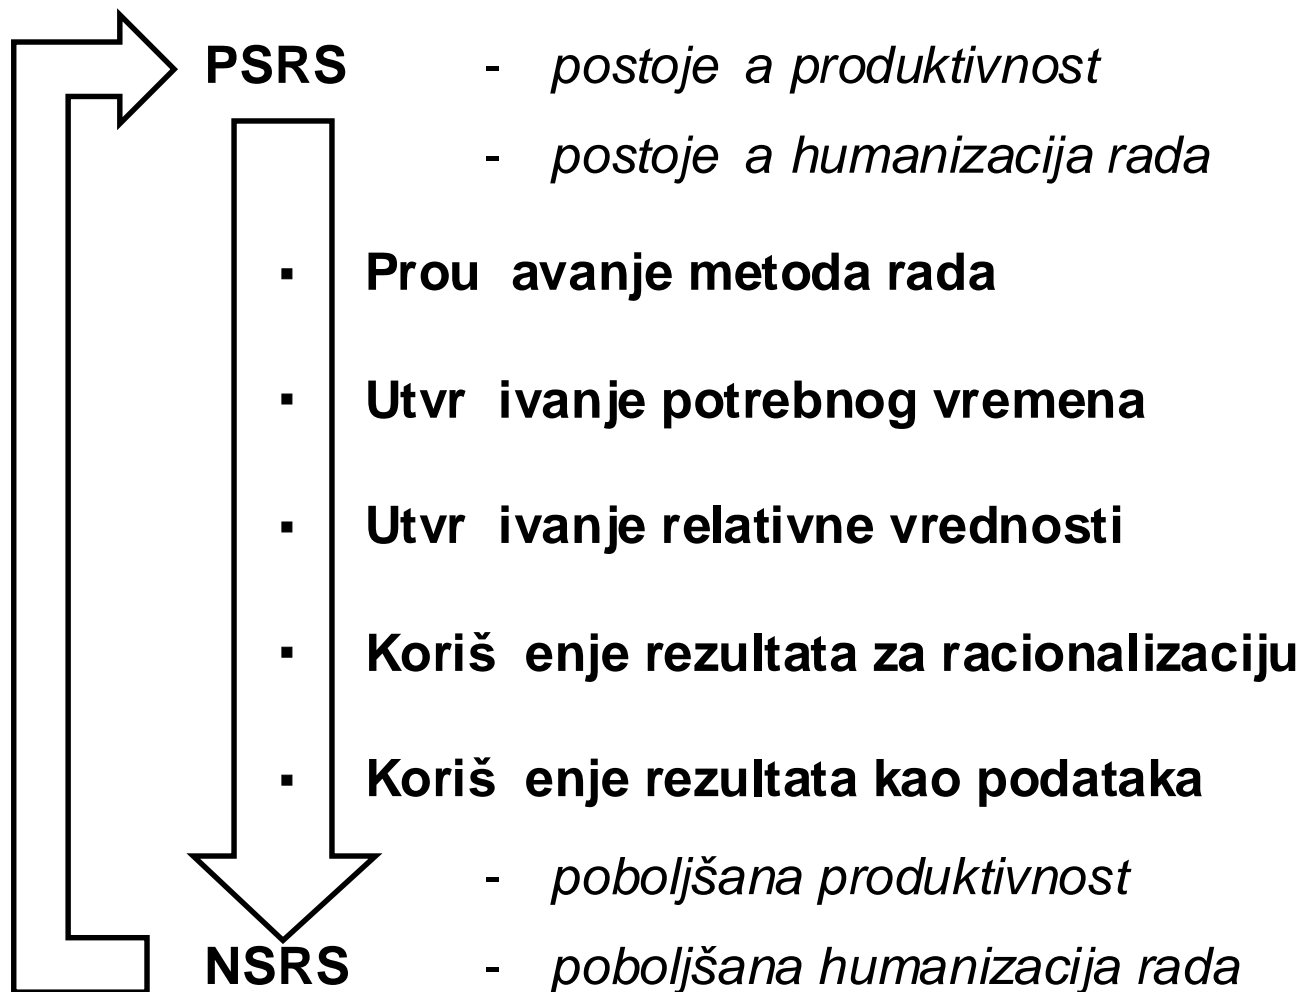 PSRS - postoje a produktivnost
- postoje a humanizacija rada
▪ Prou avanje metoda rada
▪ Utvr ivanje potrebnog vremena
▪ Utvr ivanje relativne vrednosti
▪ Koriš enje rezultata za racionalizaciju
▪ Koriš enje rezultata kao podataka
- poboljšana produktivnost
NSRS - poboljšana humanizacija rada